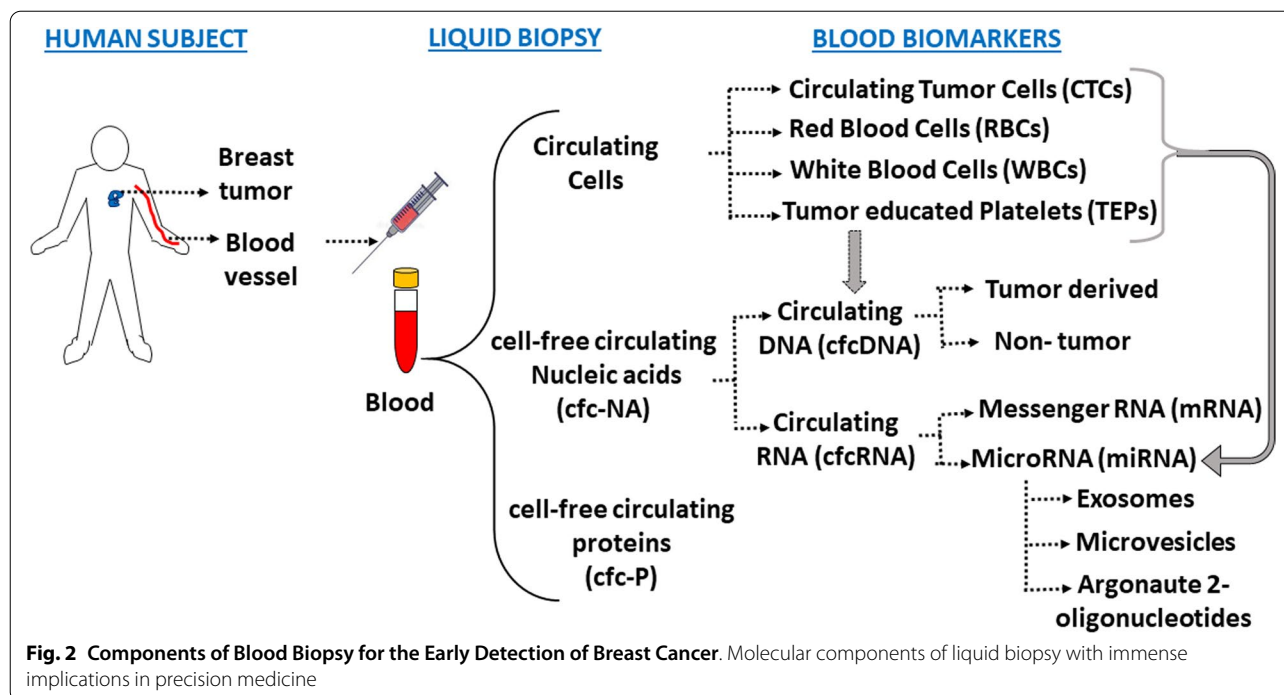 HUMAN SUBJECT
LIQUID BIOPSY
BLOOD BIOMARKERS
Breast
tumor
Blood
vessel
Blood
Circulating
Cells
cell-free circulating
Nucleic acids
(cfc-NA)
cell-free circulating
proteins
(cfc-P)
Circulating Tumor Cells (CTCs)
Red Blood Cells (RBCs)
White Blood Cells (WBCs)
Tumor educated Platelets (TEPs)
Circulating
DNA (cfcDNA)
Tumor derived
Non- tumor
Circulating
RNA (cfcRNA)
Messenger RNA (mRNA)
MicroRNA (miRNA)
Exosomes
Microvesicles
Argonaute 2-
oligonucleotides
Fig. 2 Components of Blood Biopsy for the Early Detection of Breast Cancer. Molecular components of liquid biopsy with immense
implications in precision medicine